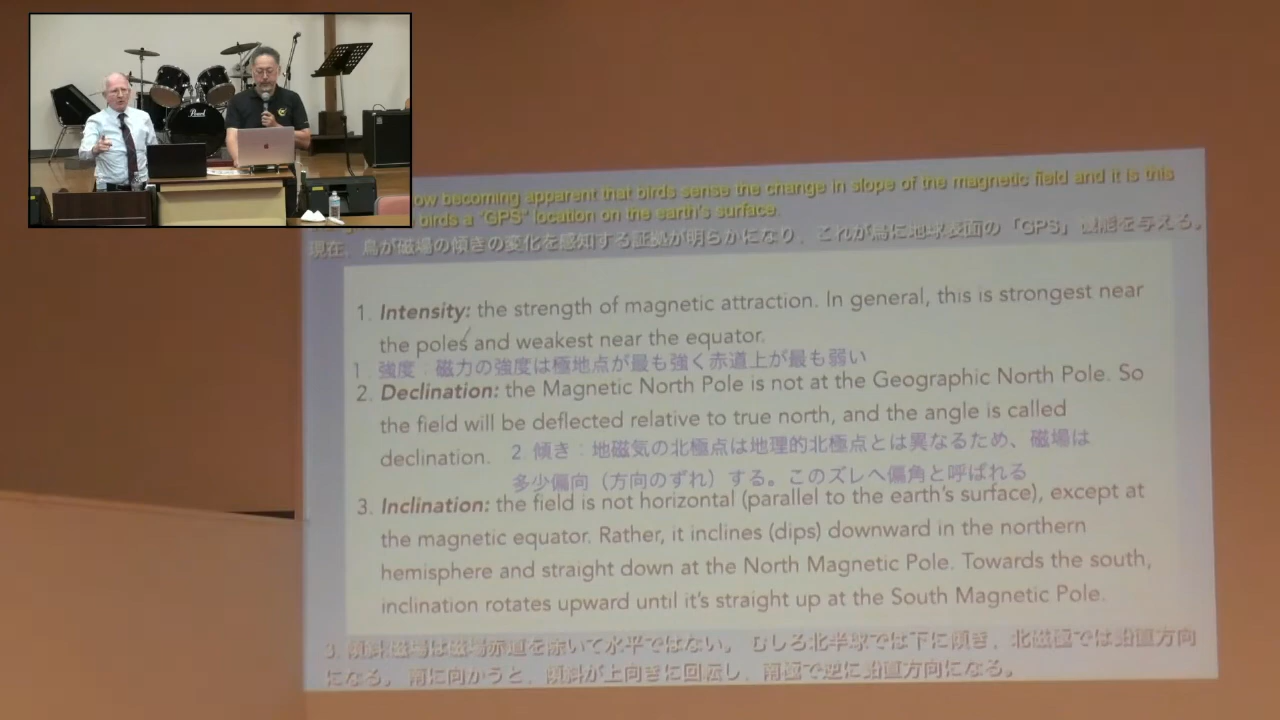 ow becoming apparent that birds sense the change in slope of the magnetic field and it is this
birds a "GPS" location on the earth's surface.
現在、鳥が磁場の傾きの変化を感知する証拠が明らかになり、これが鳥に地球表面の「GPS」機能を与える。
1. Intensity: the strength of magnetic attraction. In general, this is strongest near
the poles and weakest near the equator.
1. 強度：磁力の強度は極地点が最も強く赤道上が最も弱い
2. Declination: the Magnetic North Pole is not at the Geographic North Pole. So
the field will be deflected relative to true north, and the angle is called
declination.
2. 傾き：地磁気の北極点は地理的北極点とは異なるため、磁場は
多少偏向（方向のずれ）する。このズレへ偏角と呼ばれる
3. Inclination: the field is not horizontal (parallel to the earth's surface), except at
the magnetic equator. Rather, it inclines (dips) downward in the northern
hemisphere and straight down at the North Magnetic Pole. Towards the south,
inclination rotates upward until it's straight up at the South Magnetic Pole.
3. 傾斜:磁場は磁場赤道を除いて水平ではない。 むしろ北半球では下に傾き、北磁極では鉛直方向
になる。 南に向かうと、傾斜が上向きに回転し、南極で逆に鉛直方向になる。
Pearl